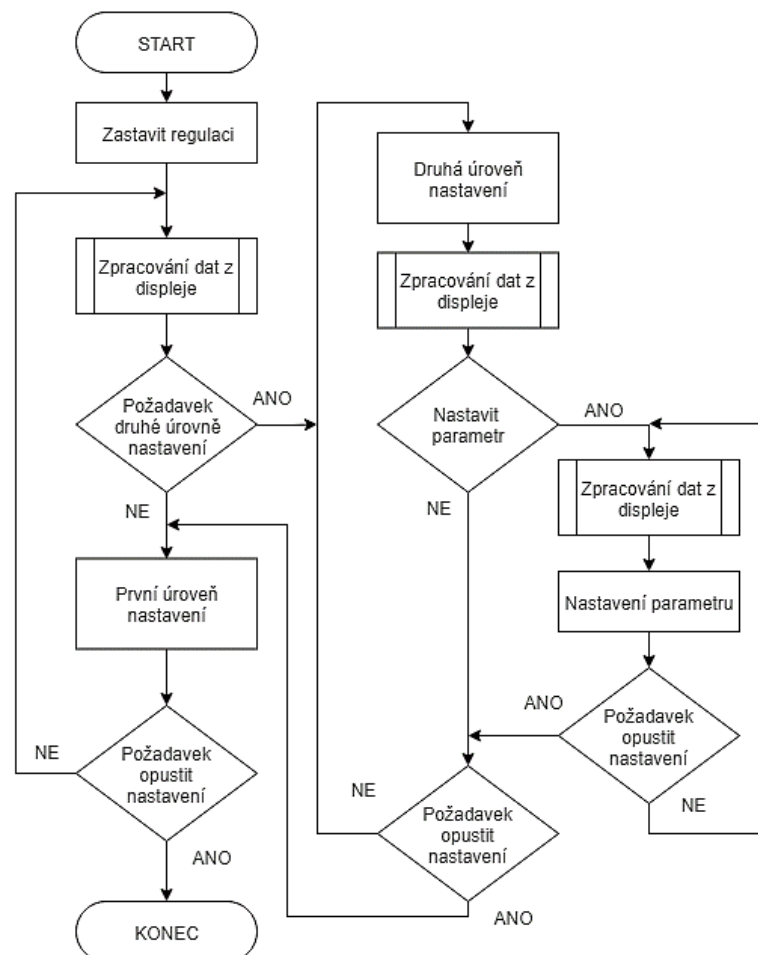 START
Zastavit regulaci
Zpracování dat z
displeje
Požadavek
druhé úrovně
nastavení
ANO
NE
První úroveň
nastavení
Požadavek
opustit
nastavení
NE
ANO
KONEC
Druhá úroveň
nastavení
Zpracování dat z
displeje
Nastavit
parametr
ANO
NE
Požadavek
opustit
nastavení
NE
ANO
Zpracování dat z
displeje
Nastavení parametru
Požadavek
opustit
nastavení
ANO
NE